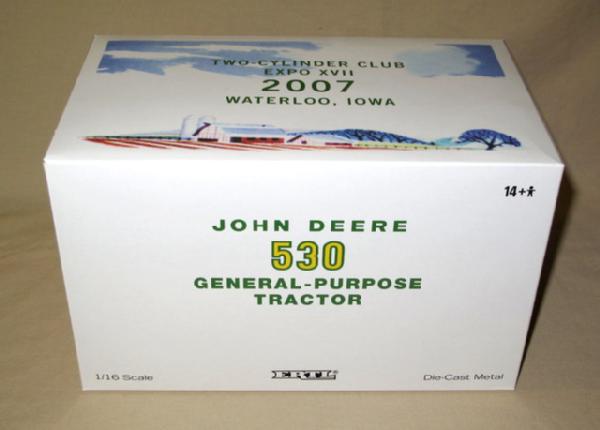 TWO-CYLINDER CLUB
EXPO XVII
2007
WATERLOO, IOWA
14+
JOHN DEERE
530
GENERAL-PURPOSE
TRACTOR
1/16 Scale
ERTL
Die-Cast Metal